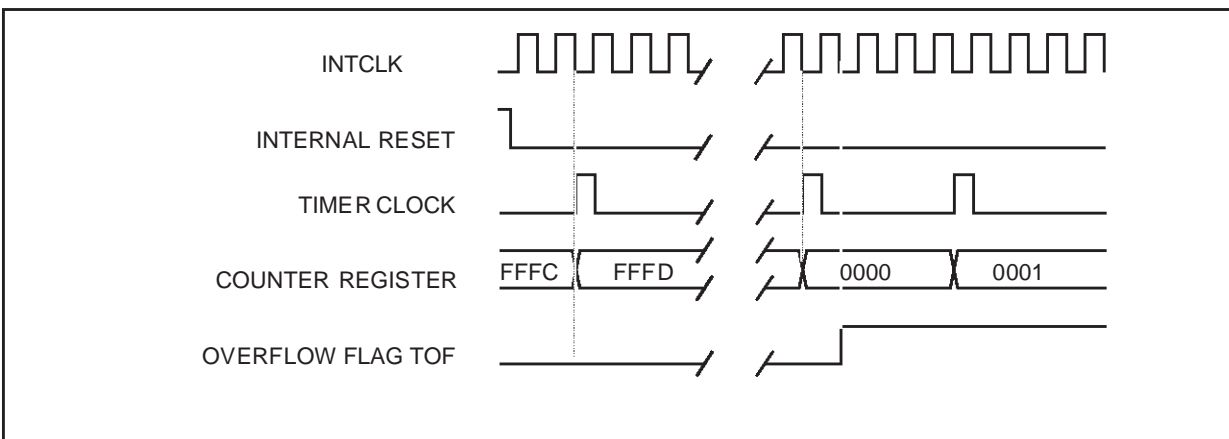 INTCLK
INTERNAL RESET
TIMER CLOCK
COUNTER REGISTER
FFFC
FFFD
0000
0001
OVERFLOW FLAG TOF